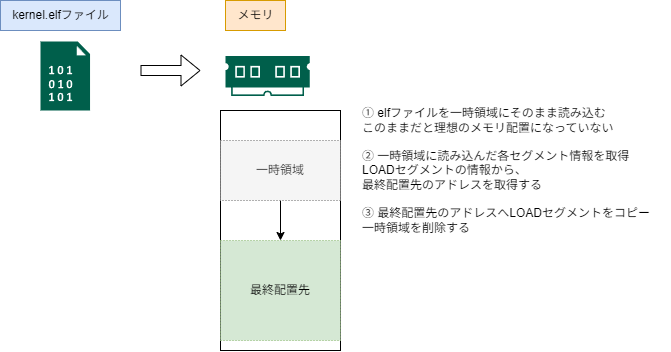 kernel.elfファイル
メモリ
101
010
101
① elfファイルを一時領域にそのまま読み込む
このままだと理想のメモリ配置になっていない
② 一時領域に読み込んだ各セグメント情報を取得
LOADセグメントの情報から、
最終配置先のアドレスを取得する
③ 最終配置先のアドレスへLOADセグメントをコピー
一時領域を削除する
一時領域
最終配置先